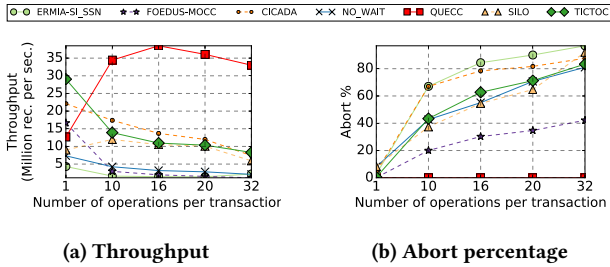 ERMIA-SI_SSN FOEDUS-MOCC CICADA NO_WAIT QUECC SILO TICTOC
Throughput
(Million rec. per sec.)
35
30
25
20
15
10
5
1 10 16 20 32
Number of operations per transaction
(a) Throughput
Abort %
80
60
40
20
0
1 10 16 20 32
Number of operations per transaction
(b) Abort percentage